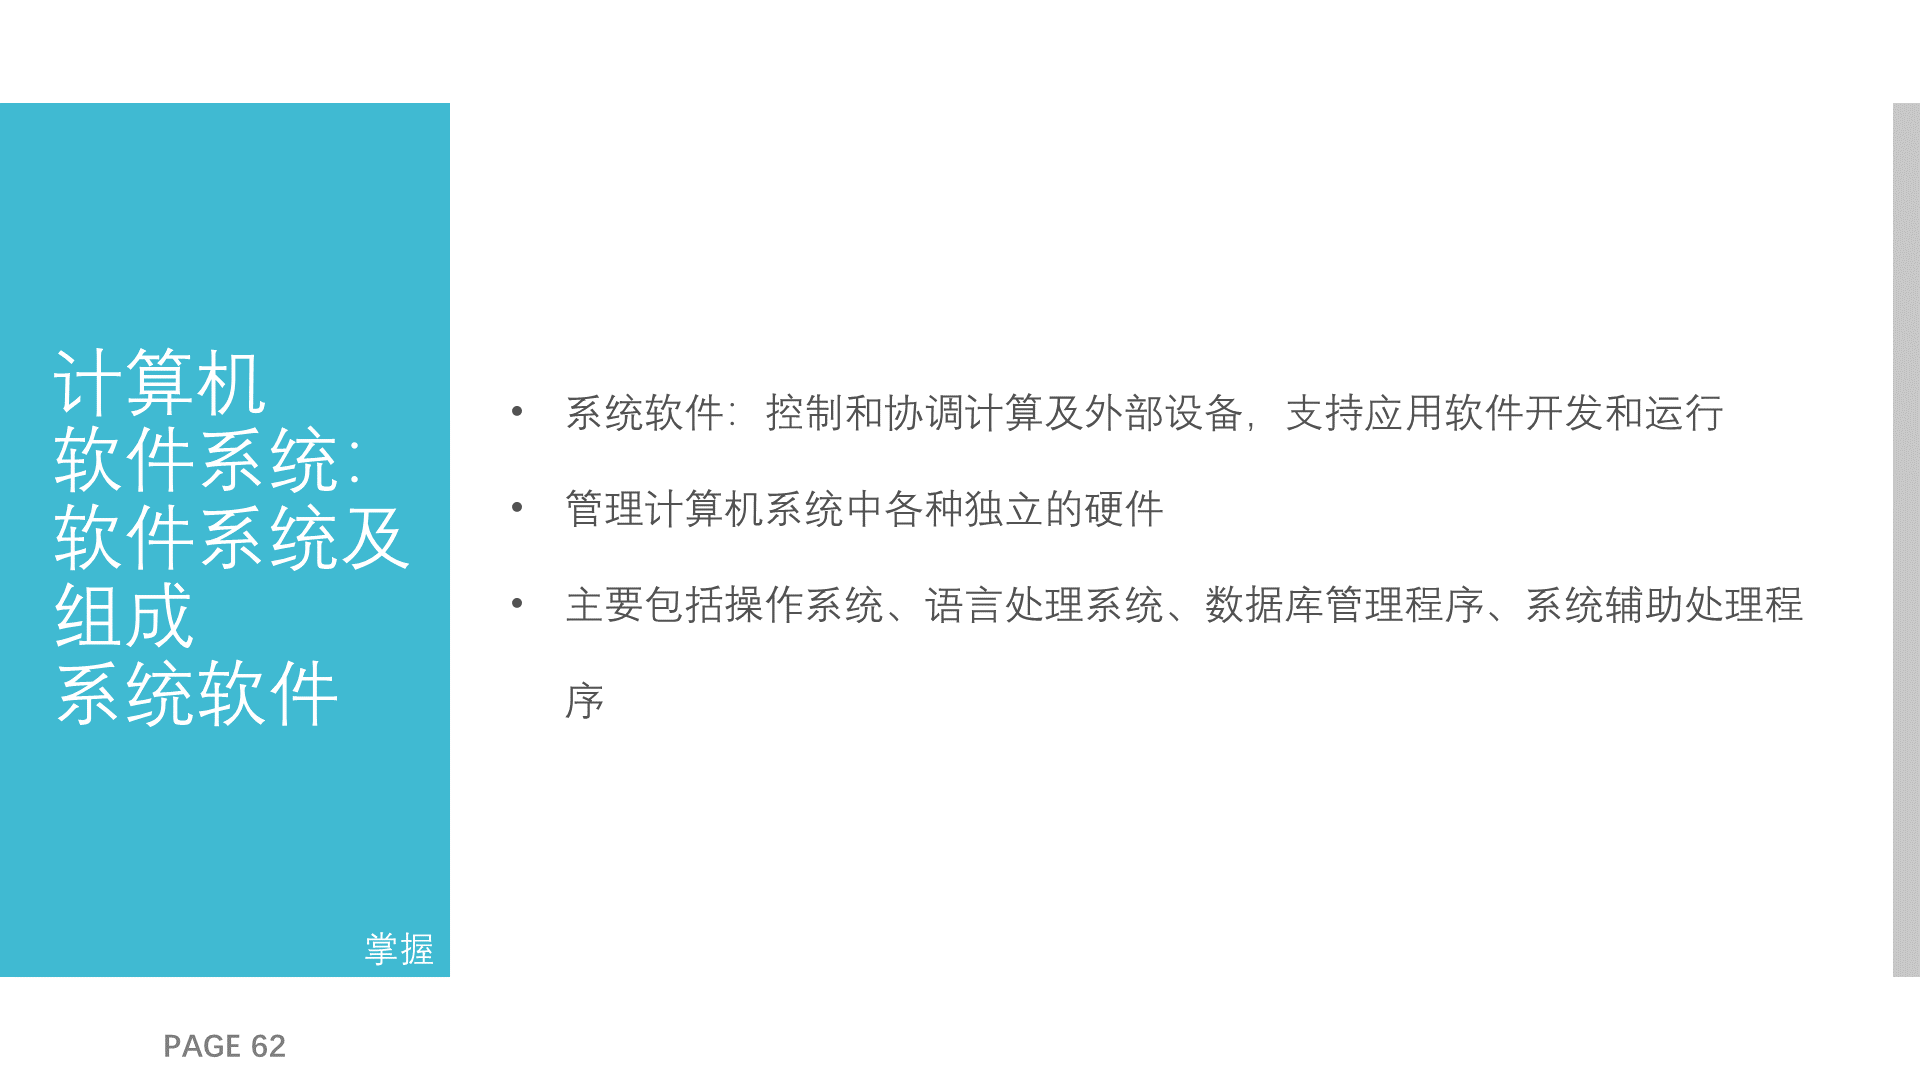 计算机
软件系统：
软件系统及
组成
系统软件
掌握
• 系统软件：控制和协调计算及外部设备，支持应用软件开发和运行
• 管理计算机系统中各种独立的硬件
• 主要包括操作系统、语言处理系统、数据库管理程序、系统辅助处理程
序
PAGE 62